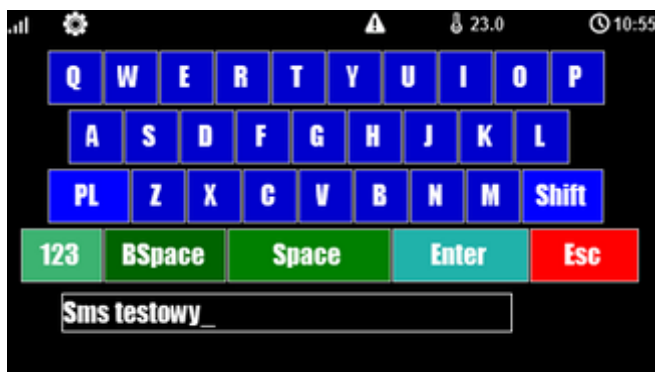 23.0 10:55
Q W E R T Y U I O P
A S D F G H J K L
PL Z X C V B N M Shift
123 BSpace Space Enter Esc
Sms testowy_